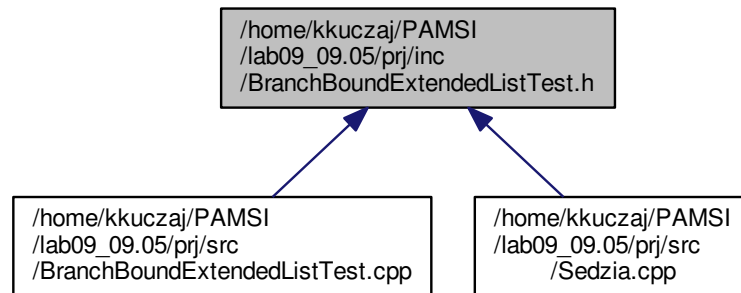 /home/kkuczaj/PAMSI
/lab09_09.05/prj/inc
/BranchBoundExtendedListTest.h
/home/kkuczaj/PAMSI
/lab09_09.05/prj/src
/BranchBoundExtendedListTest.cpp
/home/kkuczaj/PAMSI
/lab09_09.05/prj/src
/Sedzia.cpp